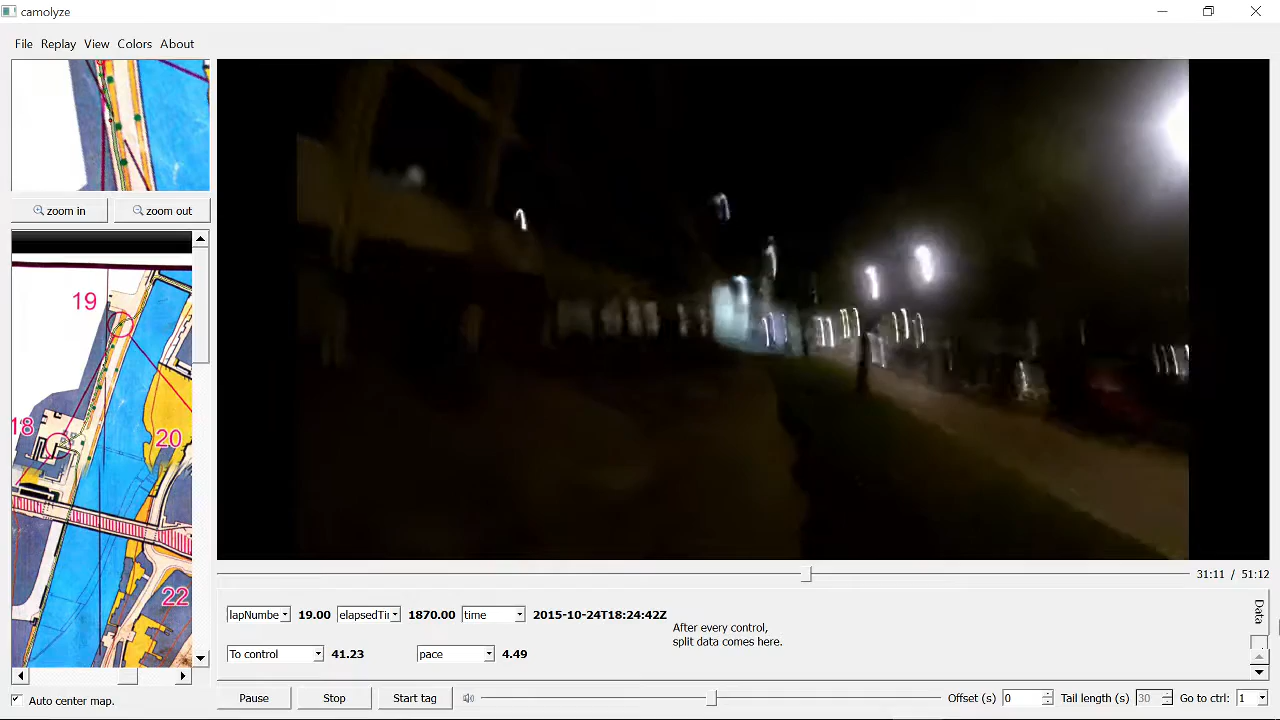 camolyze
File Replay View Colors About
zoom in zoom out
19
18
20
22
31:11 / 51:12
lapNumbe 19.00 elapsedTii 1870.00 time 2015-10-24T18:24:42Z
After every control,
split data comes here.
To control 41.23 pace 4.49
Data
Auto center map.
Pause Stop Start tag Offset (s) 0 Tail length (s) 30 Go to ctrl: 1